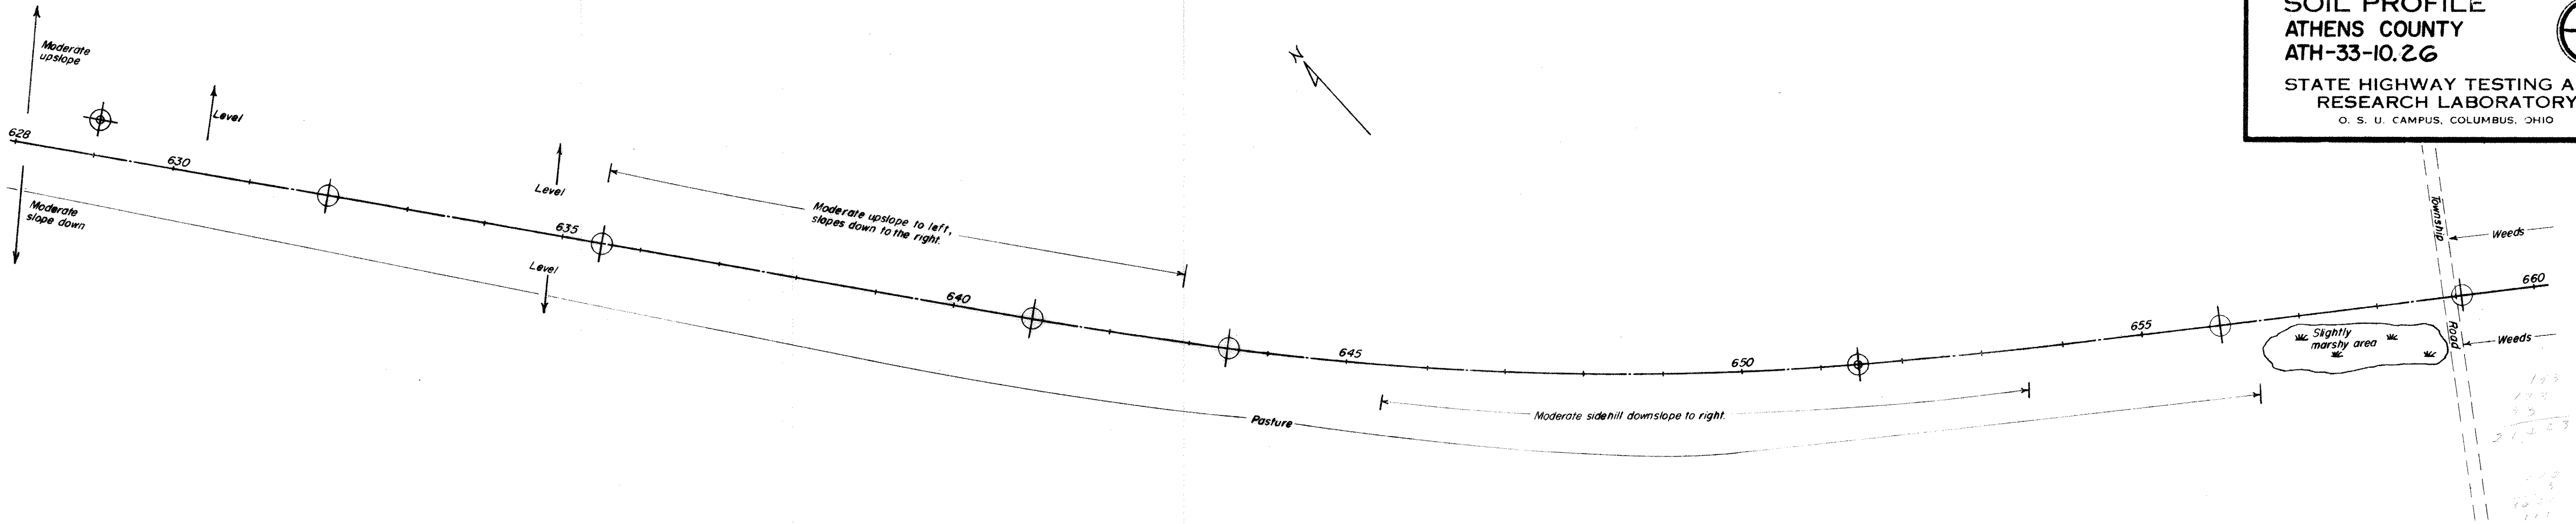 SOIL PROFILE
ATHENS COUNTY
ATH-33-10.26
STATE HIGHWAY TESTING A
RESEARCH LABORATORY
O. S. U. CAMPUS, COLUMBUS, OHIO
N
Moderate
upslope
Level
628
630
Moderate
slope down
Level
635
Level
Moderate upslope to left,
slopes down to the right.
640
645
650
655
660
Moderate sidehill downslope to right.
Pasture
Slightly
marshy area
Township
Road
Weeds
Weeds